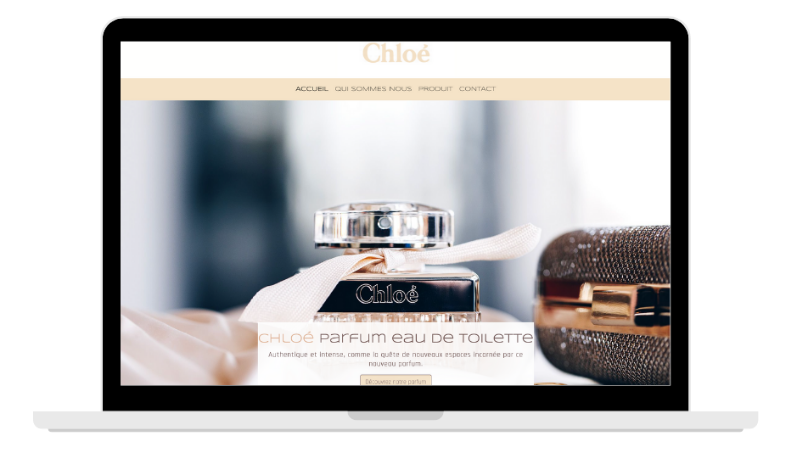 Chloé
ACCUEIL QUI SOMMES NOUS PRODUIT CONTACT
Chloé
CHLOÉ Parfum eau de toilette
Authentique et intense, comme la quête de nouveaux espaces incarnée par ce
nouveau parfum.
Découvrez notre parfum